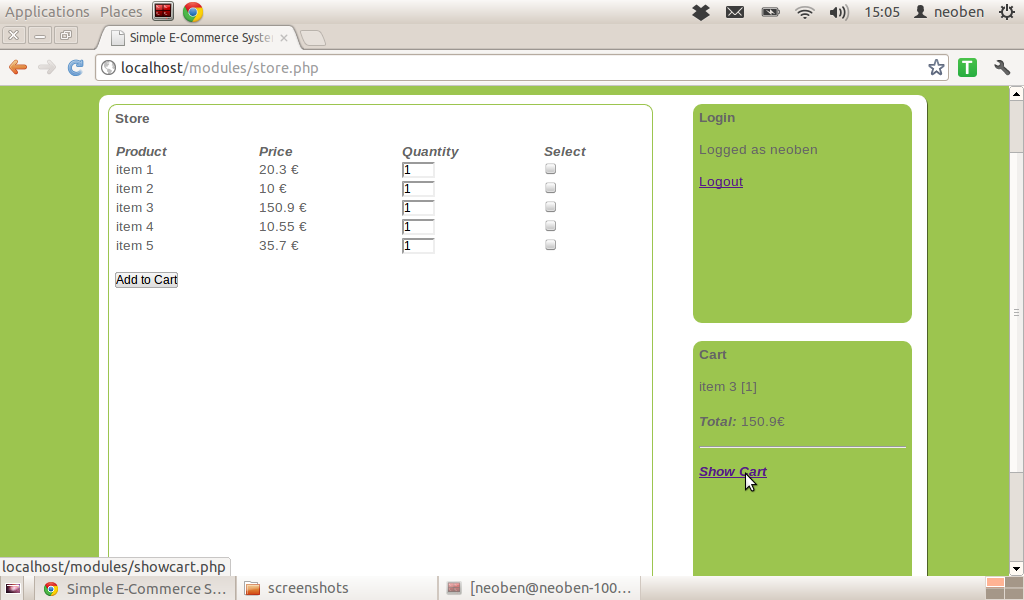 Applications Places 15:05 neoben
Simple E-Commerce Syste
localhost/modules/store.php
T
Store
Product Price Quantity Select
item 1 20.3 € 1
item 2 10 € 1
item 3 150.9 € 1
item 4 10.55 € 1
item 5 35.7 € 1
Add to Cart
Login
Logged as neoben
Logout
Cart
item 3 [1]
Total: 150.9€
Show Cart
localhost/modules/showcart.php
Simple E-Commerce S... screenshots [neoben@neoben-100...